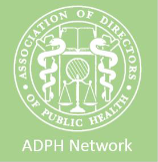 ASSOCIATION OF DIRECTORS
OF PUBLIC HEALTH
ADPH Network